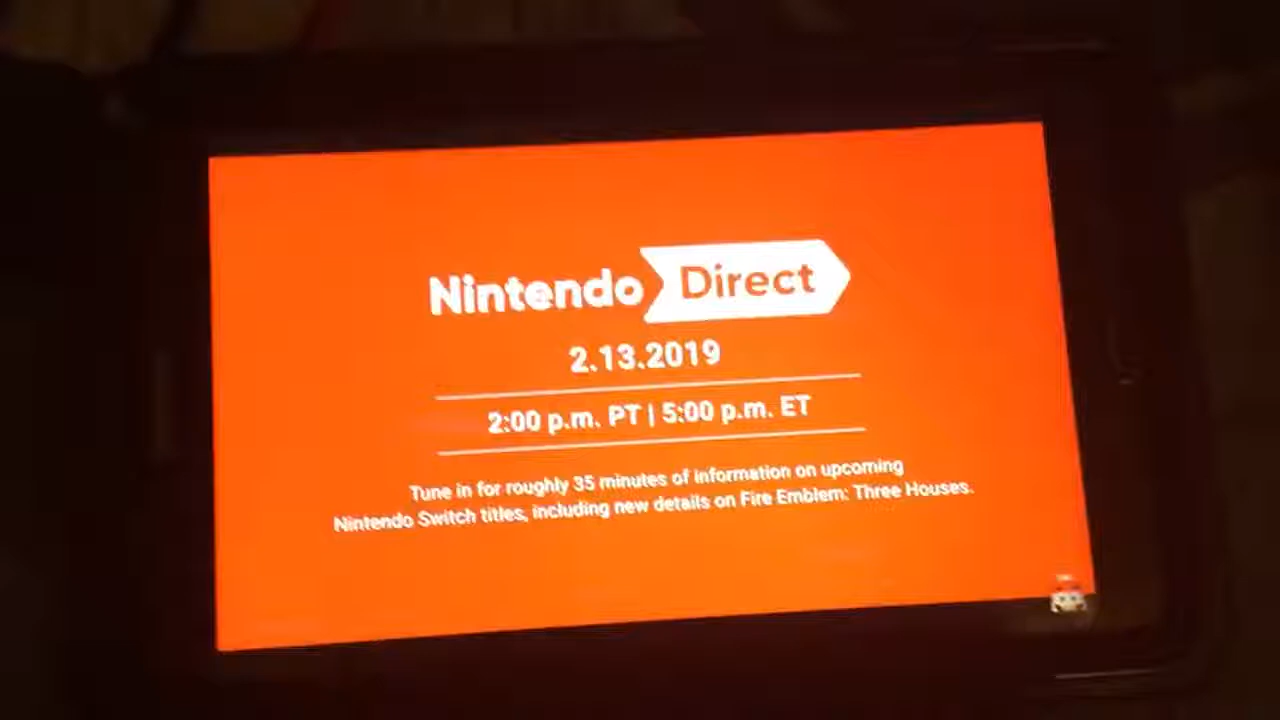 Nintendo Direct
2.13.2019
2:00 p.m. PT | 5:00 p.m. ET
Tune in for roughly 35 minutes of information on upcoming
Nintendo Switch titles, including new details on Fire Emblem: Three Houses.